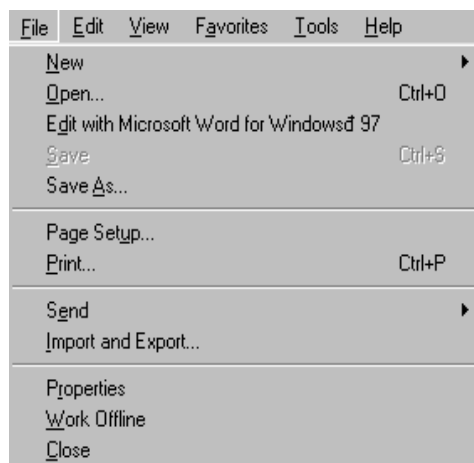 File Edit View Favorites Tools Help
New
Open... Ctrl+O
Edit with Microsoft Word for Windowsđ 97
Save Ctrl+S
Save As...
Page Setup...
Print... Ctrl+P
Send
Import and Export...
Properties
Work Offline
Close